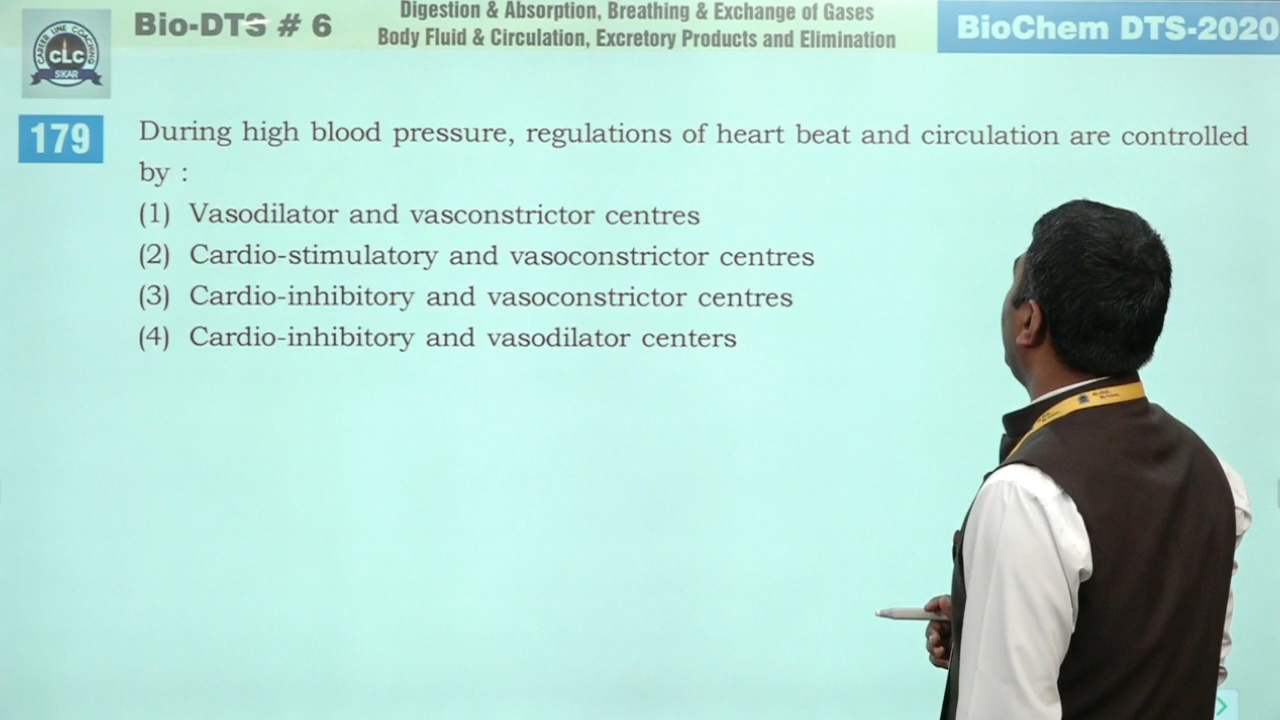 Bio-DTS # 6
Digestion & Absorption, Breathing & Exchange of Gases
Body Fluid & Circulation, Excretory Products and Elimination
BioChem DTS-2020
CAREER LINE COACHING
CLC
SIKAR
179
During high blood pressure, regulations of heart beat and circulation are controlled
by :
(1) Vasodilator and vasconstrictor centres
(2) Cardio-stimulatory and vasoconstrictor centres
(3) Cardio-inhibitory and vasoconstrictor centres
(4) Cardio-inhibitory and vasodilator centers